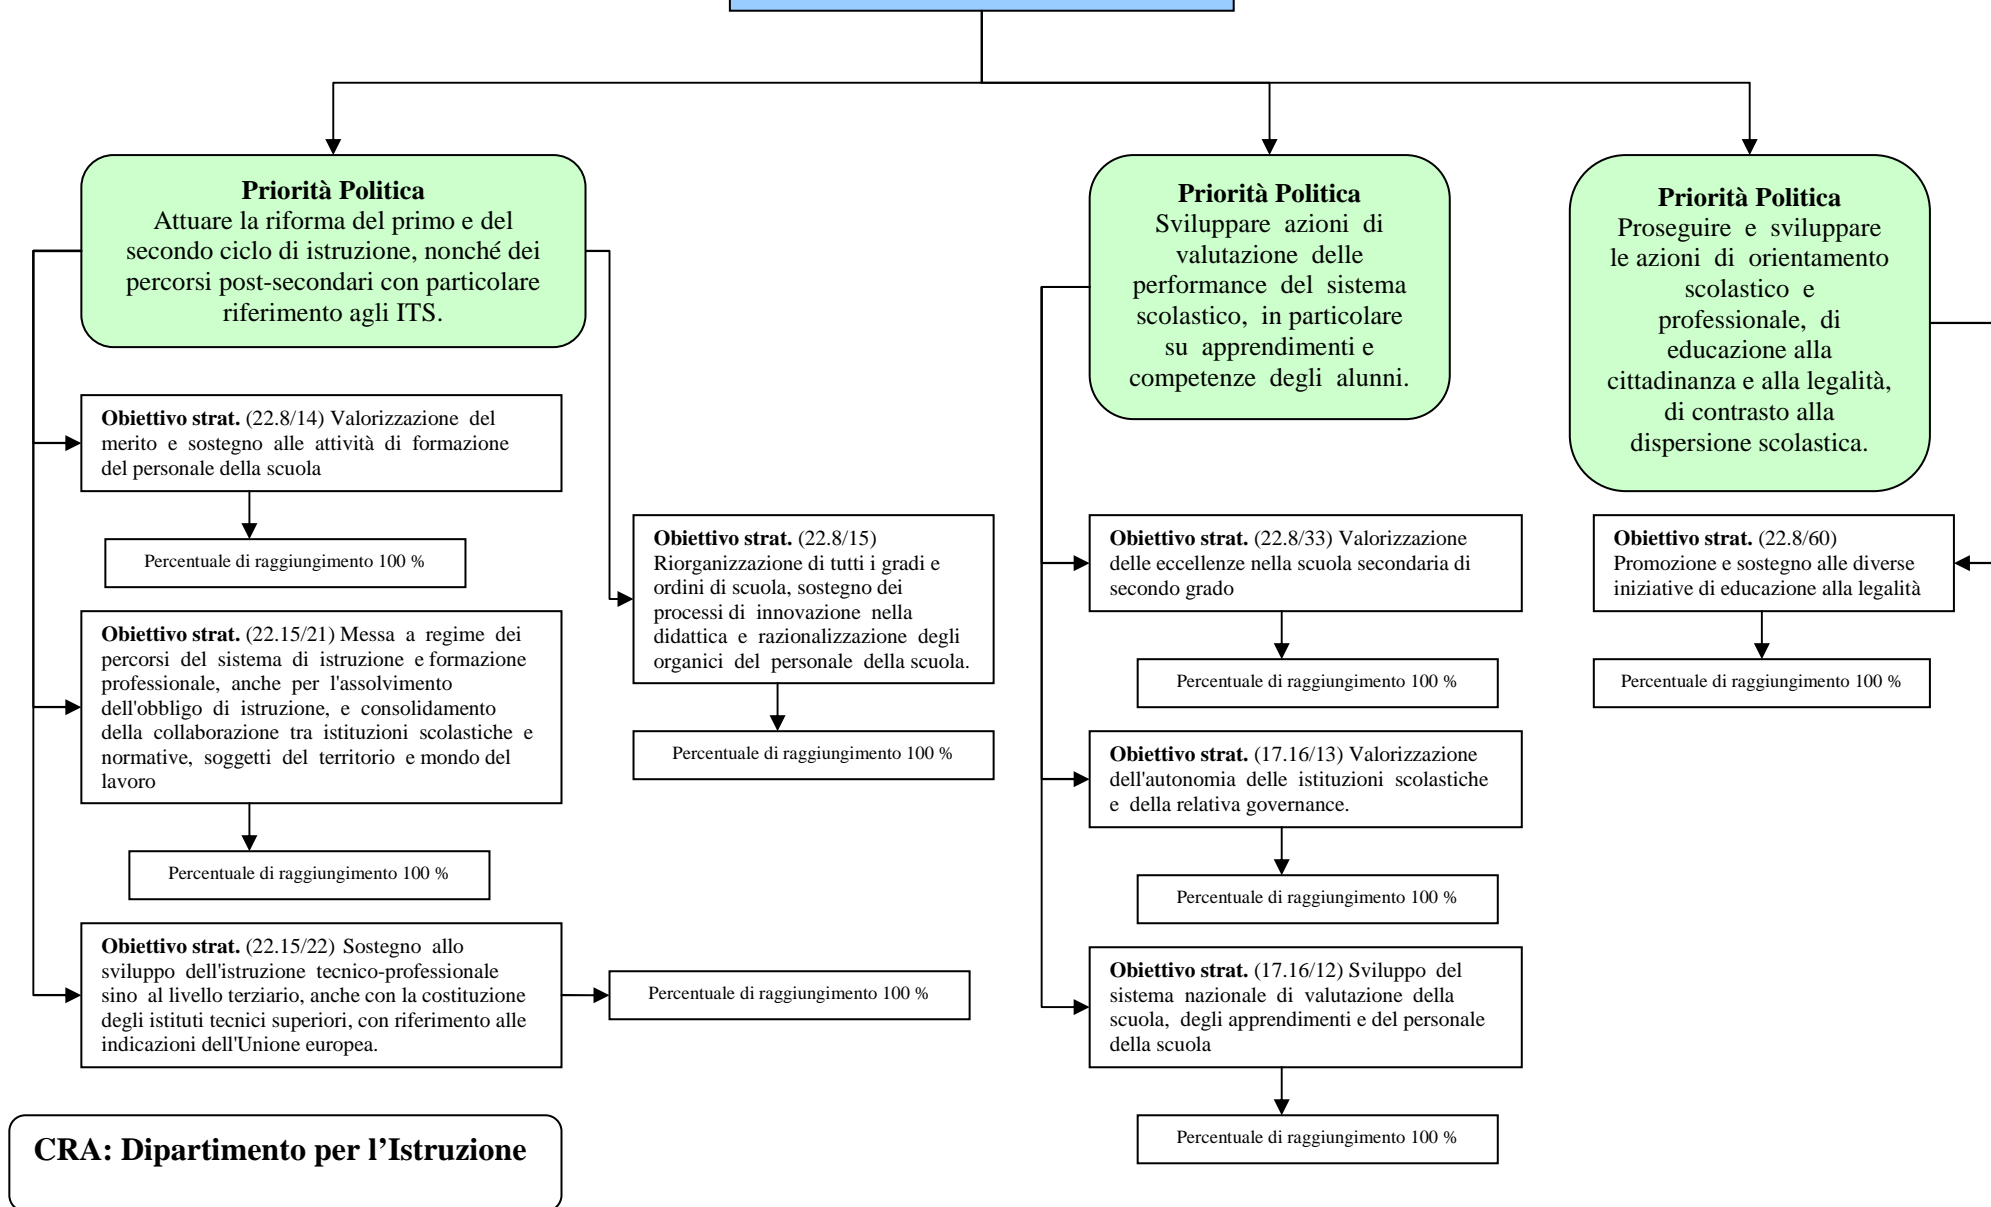 Priorità Politica
Attuare la riforma del primo e del
secondo ciclo di istruzione, nonché dei
percorsi post-secondari con particolare
riferimento agli ITS.
Obiettivo strat. (22.8/14) Valorizzazione del
merito e sostegno alle attività di formazione
del personale della scuola
Percentuale di raggiungimento 100 %
Obiettivo strat. (22.15/21) Messa a regime dei
percorsi del sistema di istruzione e formazione
professionale, anche per l'assolvimento
dell'obbligo di istruzione, e consolidamento
della collaborazione tra istituzioni scolastiche e
normative, soggetti del territorio e mondo del
lavoro
Percentuale di raggiungimento 100 %
Obiettivo strat. (22.15/22) Sostegno allo
sviluppo dell'istruzione tecnico-professionale
sino al livello terziario, anche con la costituzione
degli istituti tecnici superiori, con riferimento alle
indicazioni dell'Unione europea.
Percentuale di raggiungimento 100 %
Obiettivo strat. (22.8/15)
Riorganizzazione di tutti i gradi e
ordini di scuola, sostegno dei
processi di innovazione nella
didattica e razionalizzazione degli
organici del personale della scuola.
Percentuale di raggiungimento 100 %
Priorità Politica
Sviluppare azioni di
valutazione delle
performance del sistema
scolastico, in particolare
su apprendimenti e
competenze degli alunni.
Obiettivo strat. (22.8/33) Valorizzazione
delle eccellenze nella scuola secondaria di
secondo grado
Percentuale di raggiungimento 100 %
Obiettivo strat. (17.16/13) Valorizzazione
dell'autonomia delle istituzioni scolastiche
e della relativa governance.
Percentuale di raggiungimento 100 %
Obiettivo strat. (17.16/12) Sviluppo del
sistema nazionale di valutazione della
scuola, degli apprendimenti e del personale
della scuola
Percentuale di raggiungimento 100 %
Priorità Politica
Proseguire e sviluppare
le azioni di orientamento
scolastico e
professionale, di
educazione alla
cittadinanza e alla legalità,
di contrasto alla
dispersione scolastica.
Obiettivo strat. (22.8/60)
Promozione e sostegno alle diverse
iniziative di educazione alla legalità
Percentuale di raggiungimento 100 %
CRA: Dipartimento per l’Istruzione